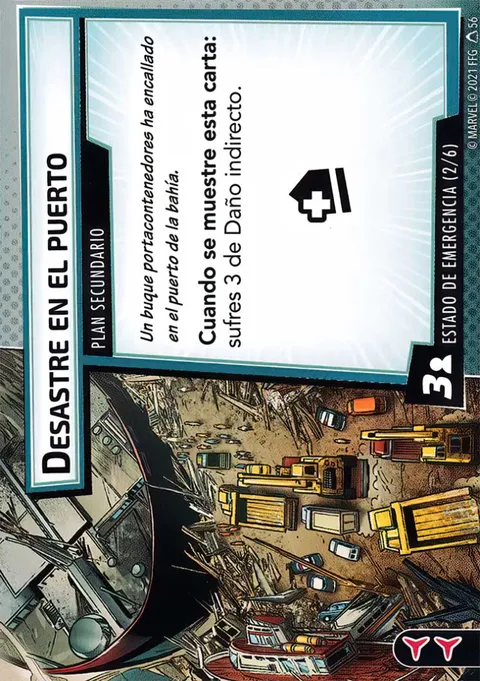 DESASTRE EN EL PUERTO
PLAN SECUNDARIO
Un buque portacontenedores ha encallado
en el puerto de la bahía.
Cuando se muestre esta carta:
sufres 3 de Daño indirecto.
3
ESTADO DE EMERGENCIA (2/6)
© MARVEL © 2021 FFG 56